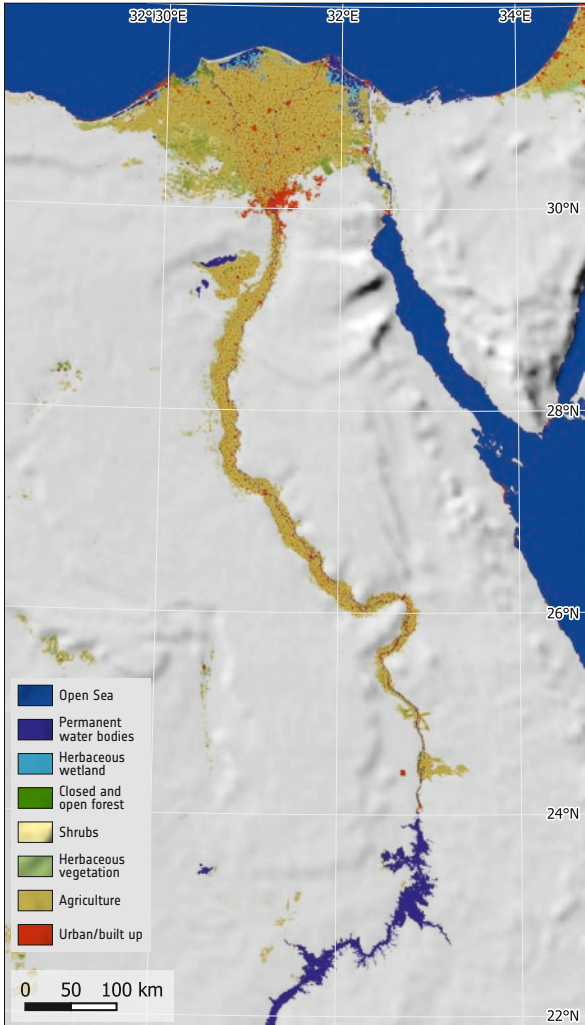 32°I30°E 32°E 34°E
30°N
28°N
26°N
24°N
22°N
Open Sea
Permanent
water bodies
Herbaceous
wetland
Closed and
open forest
Shrubs
Herbaceous
vegetation
Agriculture
Urban/built up
0 50 100 km